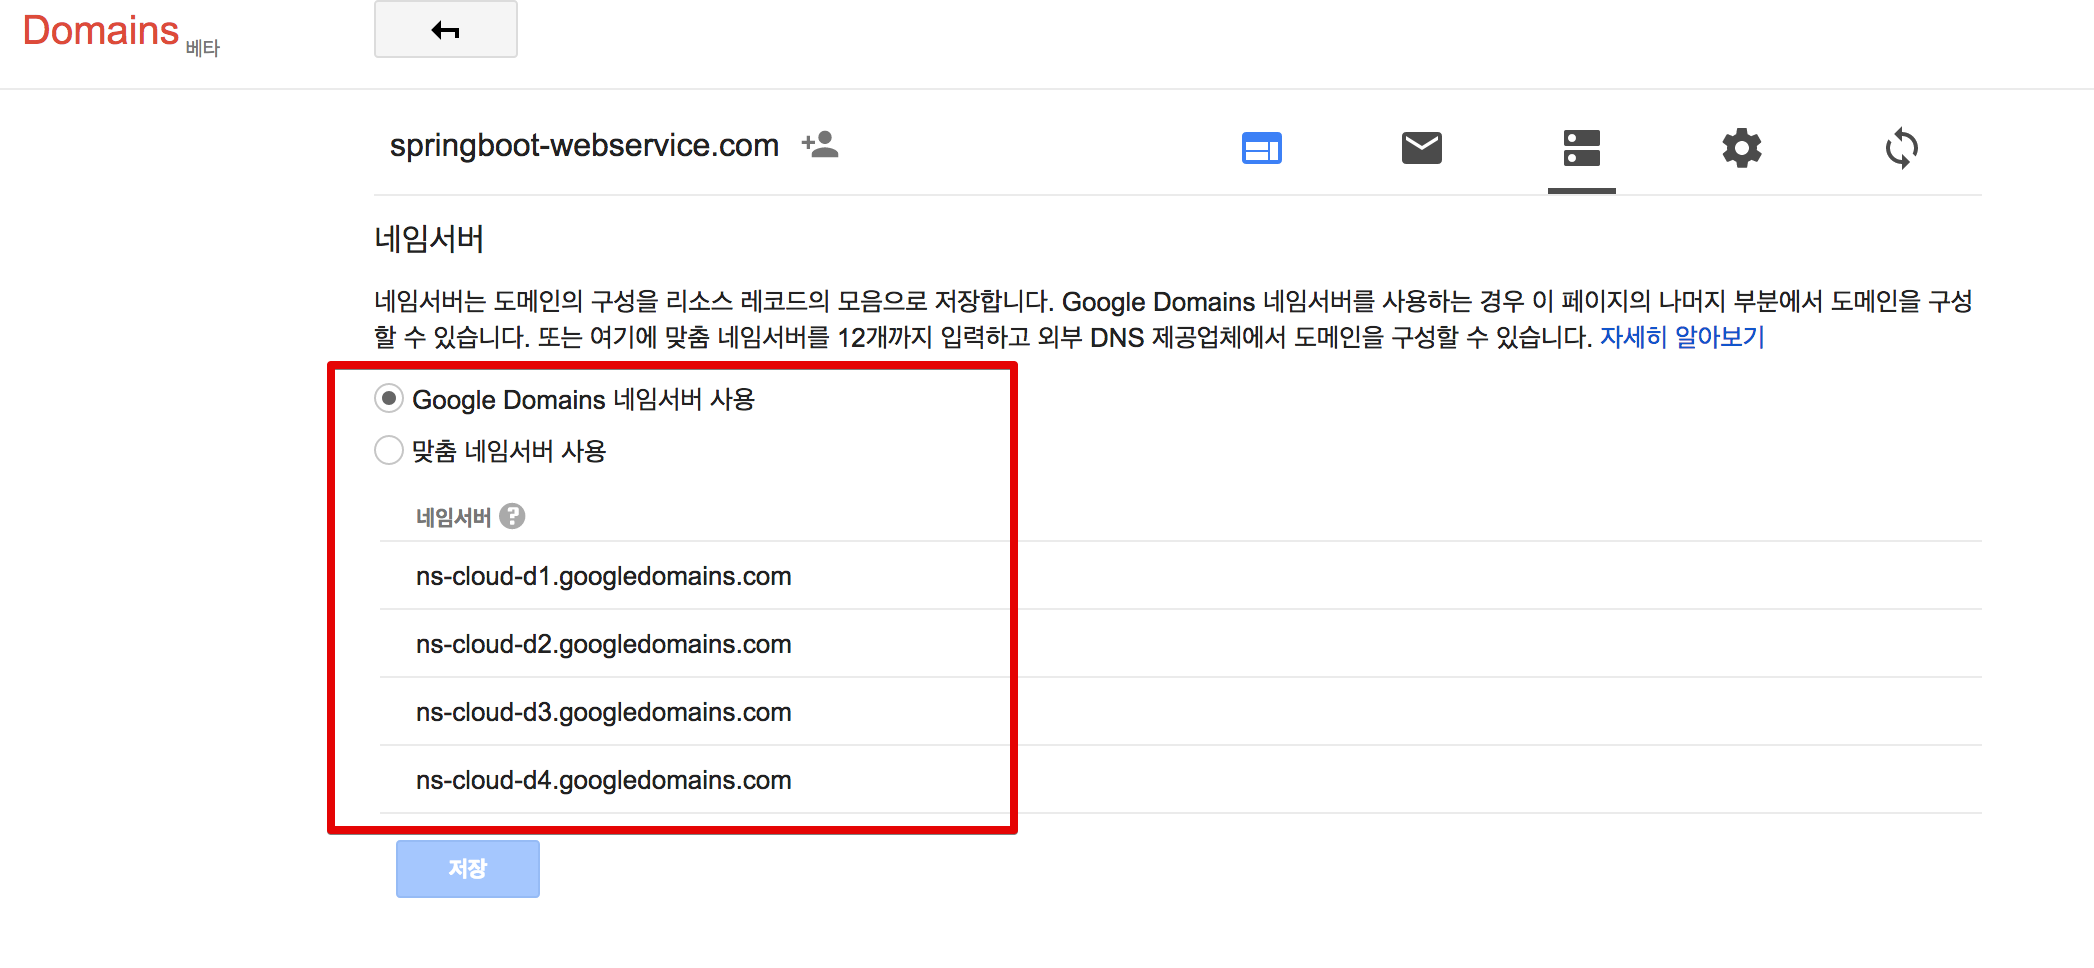 Domains 베타
springboot-webservice.com
네임서버
네임서버는 도메인의 구성을 리소스 레코드의 모음으로 저장합니다. Google Domains 네임서버를 사용하는 경우 이 페이지의 나머지 부분에서 도메인을 구성
할 수 있습니다. 또는 여기에 맞춤 네임서버를 12개까지 입력하고 외부 DNS 제공업체에서 도메인을 구성할 수 있습니다. 자세히 알아보기
Google Domains 네임서버 사용
맞춤 네임서버 사용
네임서버 ?
ns-cloud-d1.googledomains.com
ns-cloud-d2.googledomains.com
ns-cloud-d3.googledomains.com
ns-cloud-d4.googledomains.com
저장